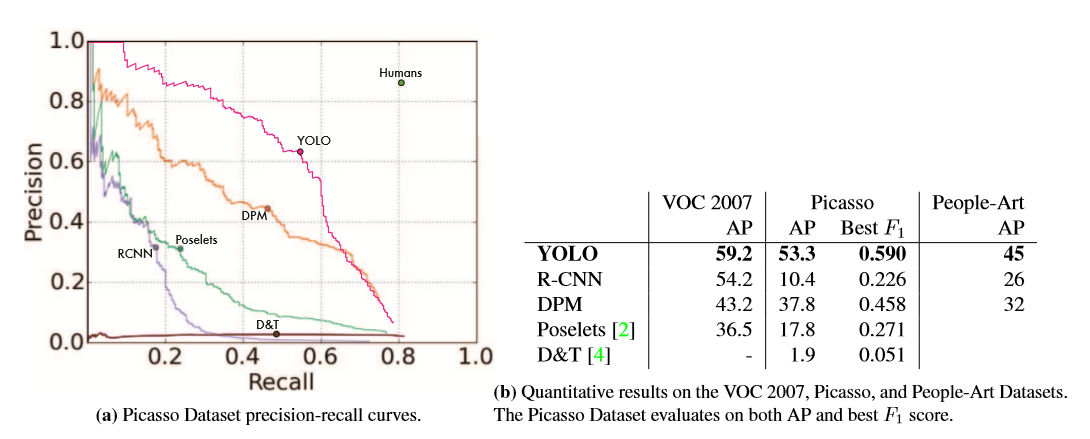 1.0
0.8
0.6
0.4
0.2
0.0
Precision
0.2 0.4 0.6 0.8 1.0
Recall
Humans
YOLO
DPM
Poselets
RCNN
D&T
(a) Picasso Dataset precision-recall curves.
VOC 2007 Picasso People-Art
AP AP Best F1 AP
YOLO 59.2 53.3 0.590 45
R-CNN 54.2 10.4 0.226 26
DPM 43.2 37.8 0.458 32
Poselets [2] 36.5 17.8 0.271
D&T [4] - 1.9 0.051
(b) Quantitative results on the VOC 2007, Picasso, and People-Art Datasets.
The Picasso Dataset evaluates on both AP and best F1 score.